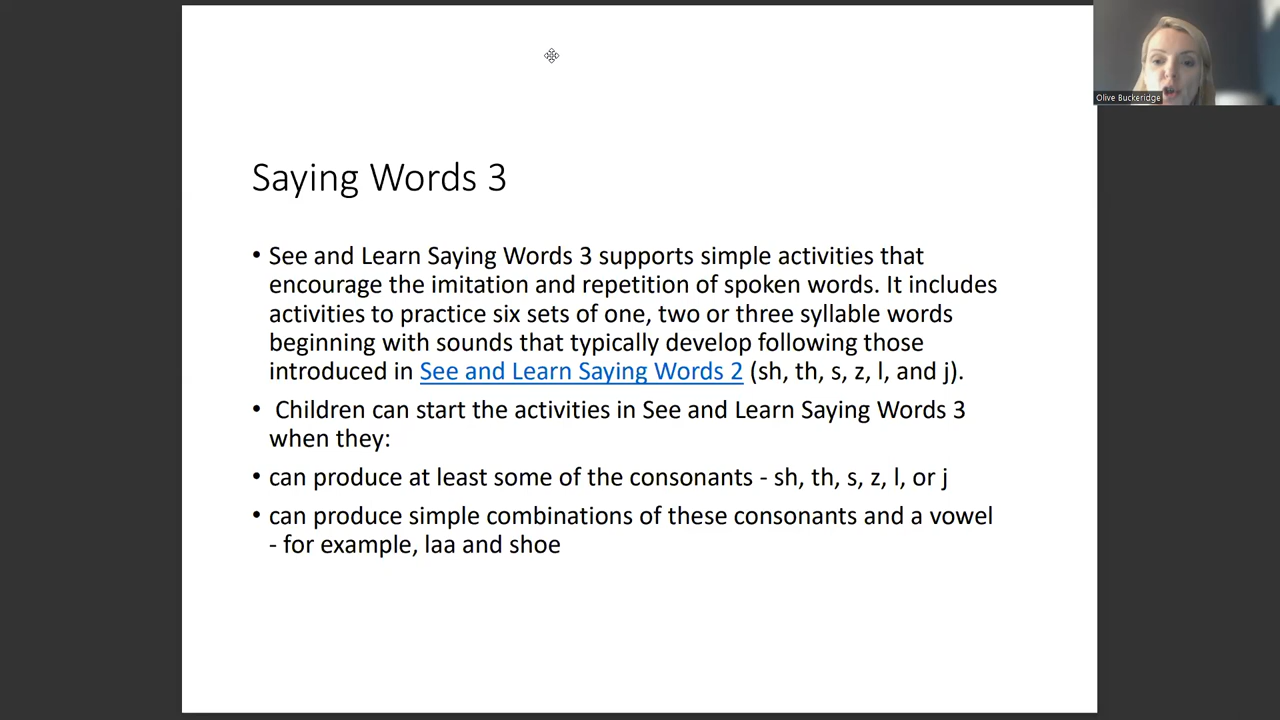 Olive Buckeridge
Saying Words 3
• See and Learn Saying Words 3 supports simple activities that
encourage the imitation and repetition of spoken words. It includes
activities to practice six sets of one, two or three syllable words
beginning with sounds that typically develop following those
introduced in See and Learn Saying Words 2 (sh, th, s, z, l, and j).
• Children can start the activities in See and Learn Saying Words 3
when they:
• can produce at least some of the consonants - sh, th, s, z, l, or j
• can produce simple combinations of these consonants and a vowel
- for example, laa and shoe